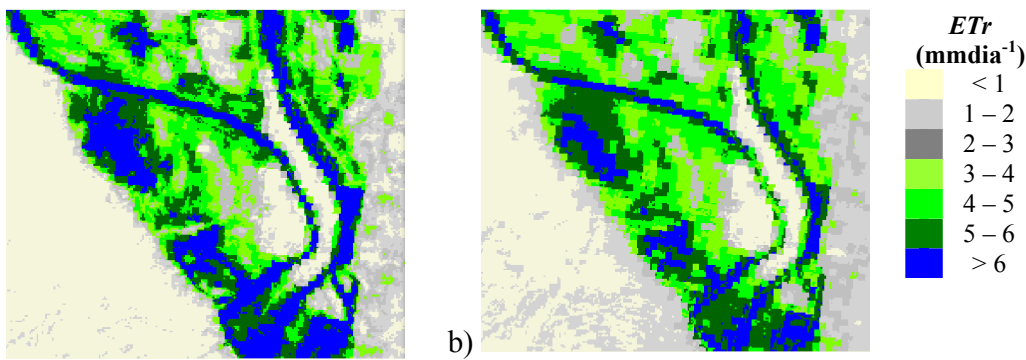 ETr
(mmdia-1)
< 1
1 – 2
2 – 3
3 – 4
4 – 5
5 – 6
> 6
b)